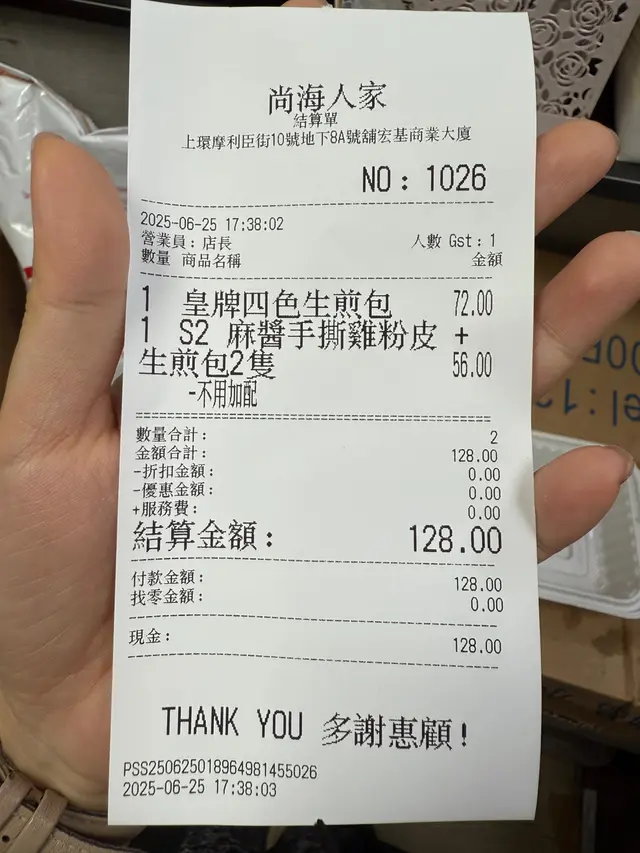 尚海人家
結算單
上環摩利臣街10號地下8A號舖宏基商業大廈
NO: 1026
2025-06-25 17:38:02
營業員:店長 人數 Gst:1
數量 商品名稱 金額
1 皇牌四色生煎包 72.00
1 S2 麻醬手撕雞粉皮 +
生煎包2隻 56.00
-不用加配
數量合計: 2
金額合計: 128.00
-折扣金額: 0.00
-優惠金額: 0.00
+服務費: 0.00
結算金額: 128.00
付款金額: 128.00
找零金額: 0.00
現金: 128.00
THANK YOU 多謝惠顧!
PSS250625018964981455026
2025-06-25 17:38:03